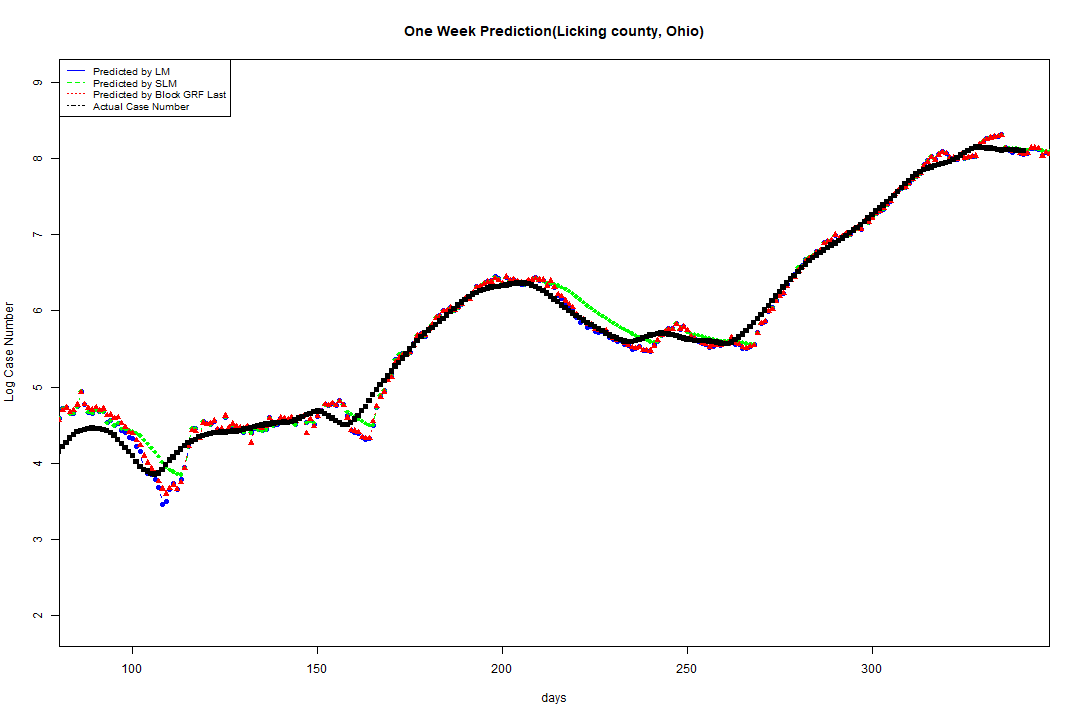 One Week Prediction(Licking county, Ohio)
Predicted by LM
Predicted by SLM
Predicted by Block GRF Last
Actual Case Number
9
8
7
6
5
4
3
2
Log Case Number
100 150 200 250 300
days